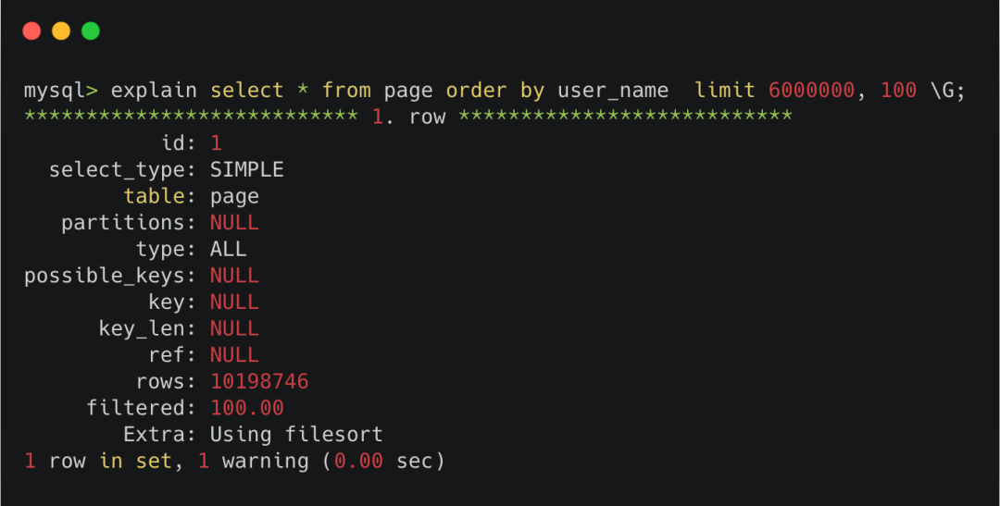 mysql> explain select * from page order by user_name  limit 6000000, 100 \G;
*************************** 1. row ***************************
           id: 1
  select_type: SIMPLE
        table: page
   partitions: NULL
         type: ALL
possible_keys: NULL
          key: NULL
      key_len: NULL
          ref: NULL
         rows: 10198746
     filtered: 100.00
        Extra: Using filesort
1 row in set, 1 warning (0.00 sec)